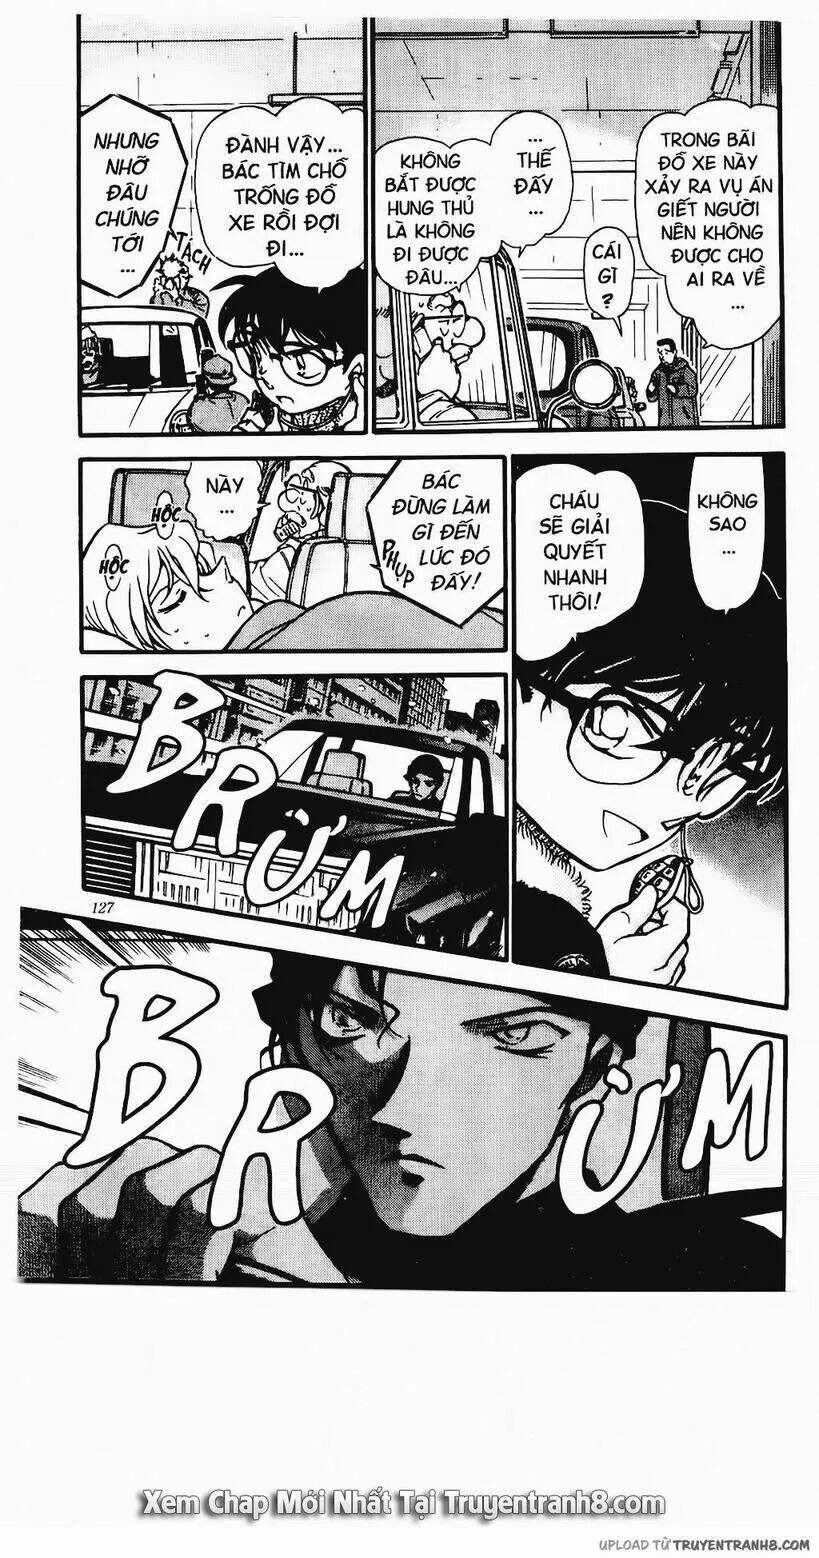 TRONG BÃI
ĐỖ XE NÀY
XẢY RA VỤ ÁN
GIẾT NGƯỜI
NÊN KHÔNG
ĐƯỢC CHO
AI RA VỀ
...
CÁI
GÌ
?
...
THẾ
ĐẤY
...
KHÔNG
BẮT ĐƯỢC
HUNG THỦ
LÀ KHÔNG
ĐI ĐƯỢC
ĐÂU...
ĐÀNH VẬY...
BÁC TÌM CHỖ
TRỐNG ĐỖ
XE RỒI ĐỢI
ĐI...
NHƯNG
NHỠ
ĐÂU
CHỨNG
TỚI
...
TÁCH
KHÔNG
SAO
...
CHÁU
SẼ GIẢI
QUYẾT
NHANH
THÔI!
BÁC
ĐỪNG LÀM
GÌ ĐẾN
LÚC ĐÓ
ĐẤY!
PHỤP
NÀY
...
HỘC
HỘC
BRỪM
127
BRỪM
Xem Chap Mới Nhất Tại Truyentranh8.com
UPLOAD TỪ TRUYENTRANH8.COM